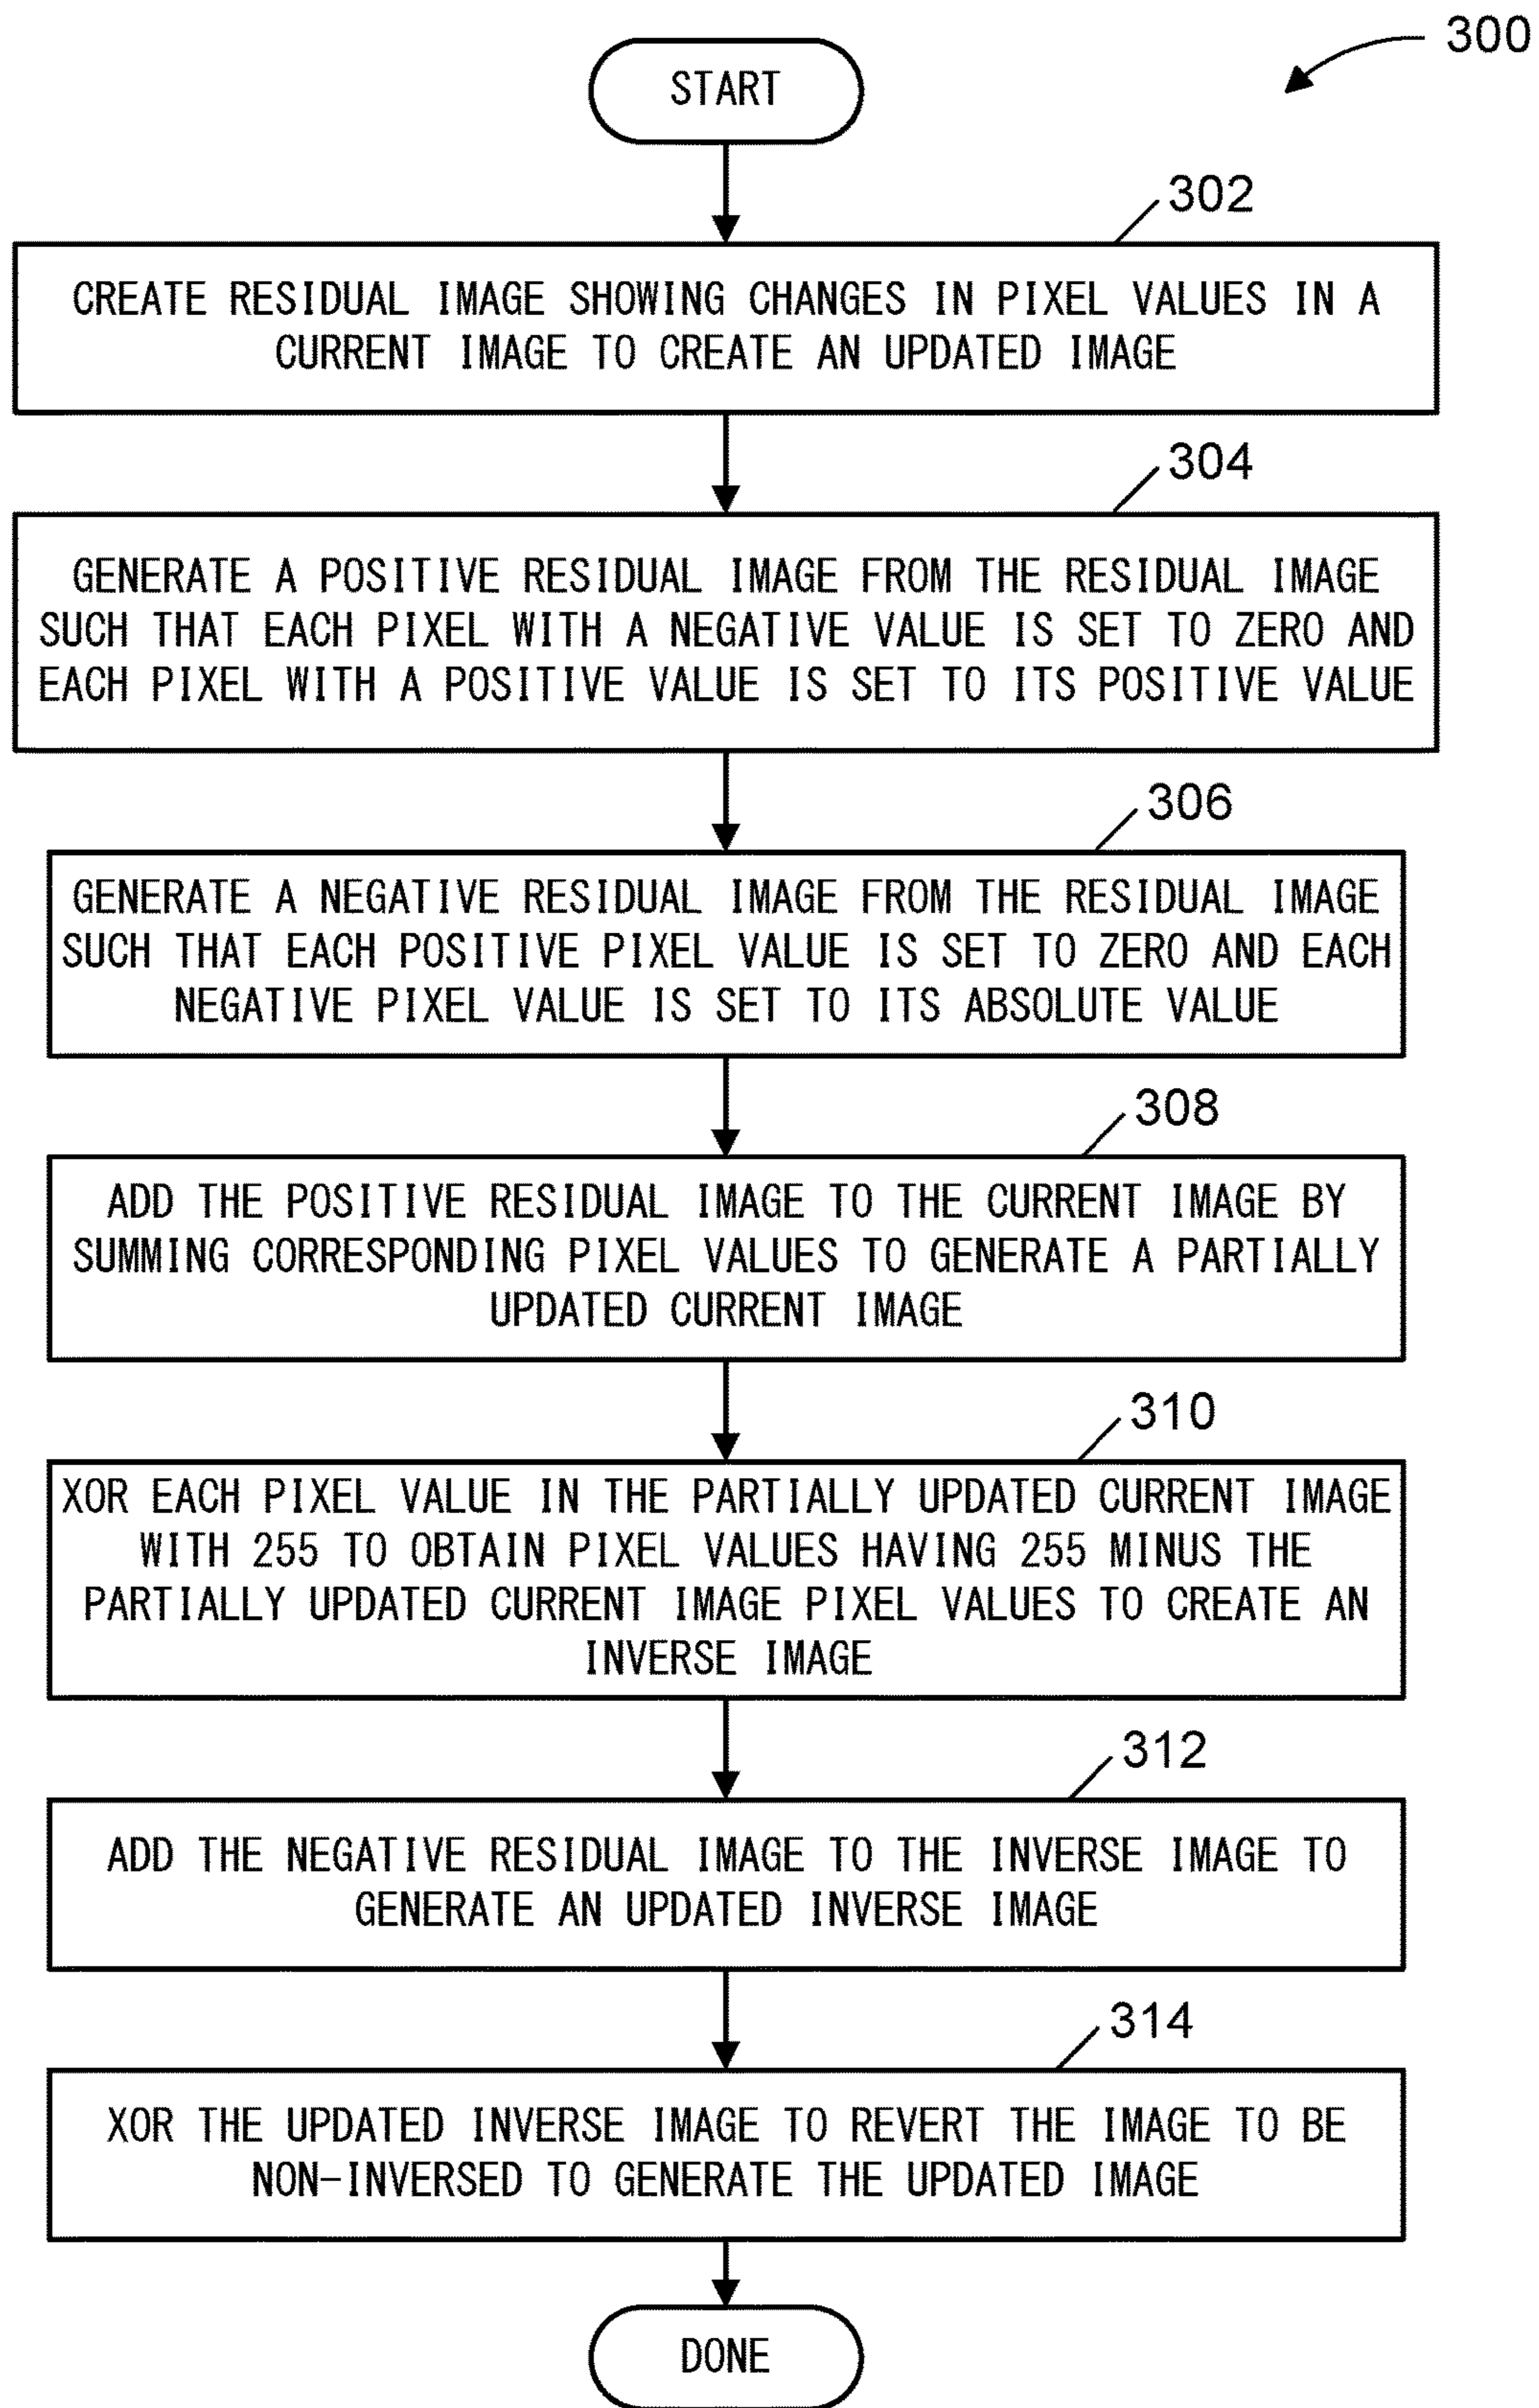 300
START
302
CREATE RESIDUAL IMAGE SHOWING CHANGES IN PIXEL VALUES IN A
CURRENT IMAGE TO CREATE AN UPDATED IMAGE
304
GENERATE A POSITIVE RESIDUAL IMAGE FROM THE RESIDUAL IMAGE
SUCH THAT EACH PIXEL WITH A NEGATIVE VALUE IS SET TO ZERO AND
EACH PIXEL WITH A POSITIVE VALUE IS SET TO ITS POSITIVE VALUE
306
GENERATE A NEGATIVE RESIDUAL IMAGE FROM THE RESIDUAL IMAGE
SUCH THAT EACH POSITIVE PIXEL VALUE IS SET TO ZERO AND EACH
NEGATIVE PIXEL VALUE IS SET TO ITS ABSOLUTE VALUE
308
ADD THE POSITIVE RESIDUAL IMAGE TO THE CURRENT IMAGE BY
SUMMING CORRESPONDING PIXEL VALUES TO GENERATE A PARTIALLY
UPDATED CURRENT IMAGE
310
XOR EACH PIXEL VALUE IN THE PARTIALLY UPDATED CURRENT IMAGE
WITH 255 TO OBTAIN PIXEL VALUES HAVING 255 MINUS THE
PARTIALLY UPDATED CURRENT IMAGE PIXEL VALUES TO CREATE AN
INVERSE IMAGE
312
ADD THE NEGATIVE RESIDUAL IMAGE TO THE INVERSE IMAGE TO
GENERATE AN UPDATED INVERSE IMAGE
314
XOR THE UPDATED INVERSE IMAGE TO REVERT THE IMAGE TO BE
NON-INVERSED TO GENERATE THE UPDATED IMAGE
DONE